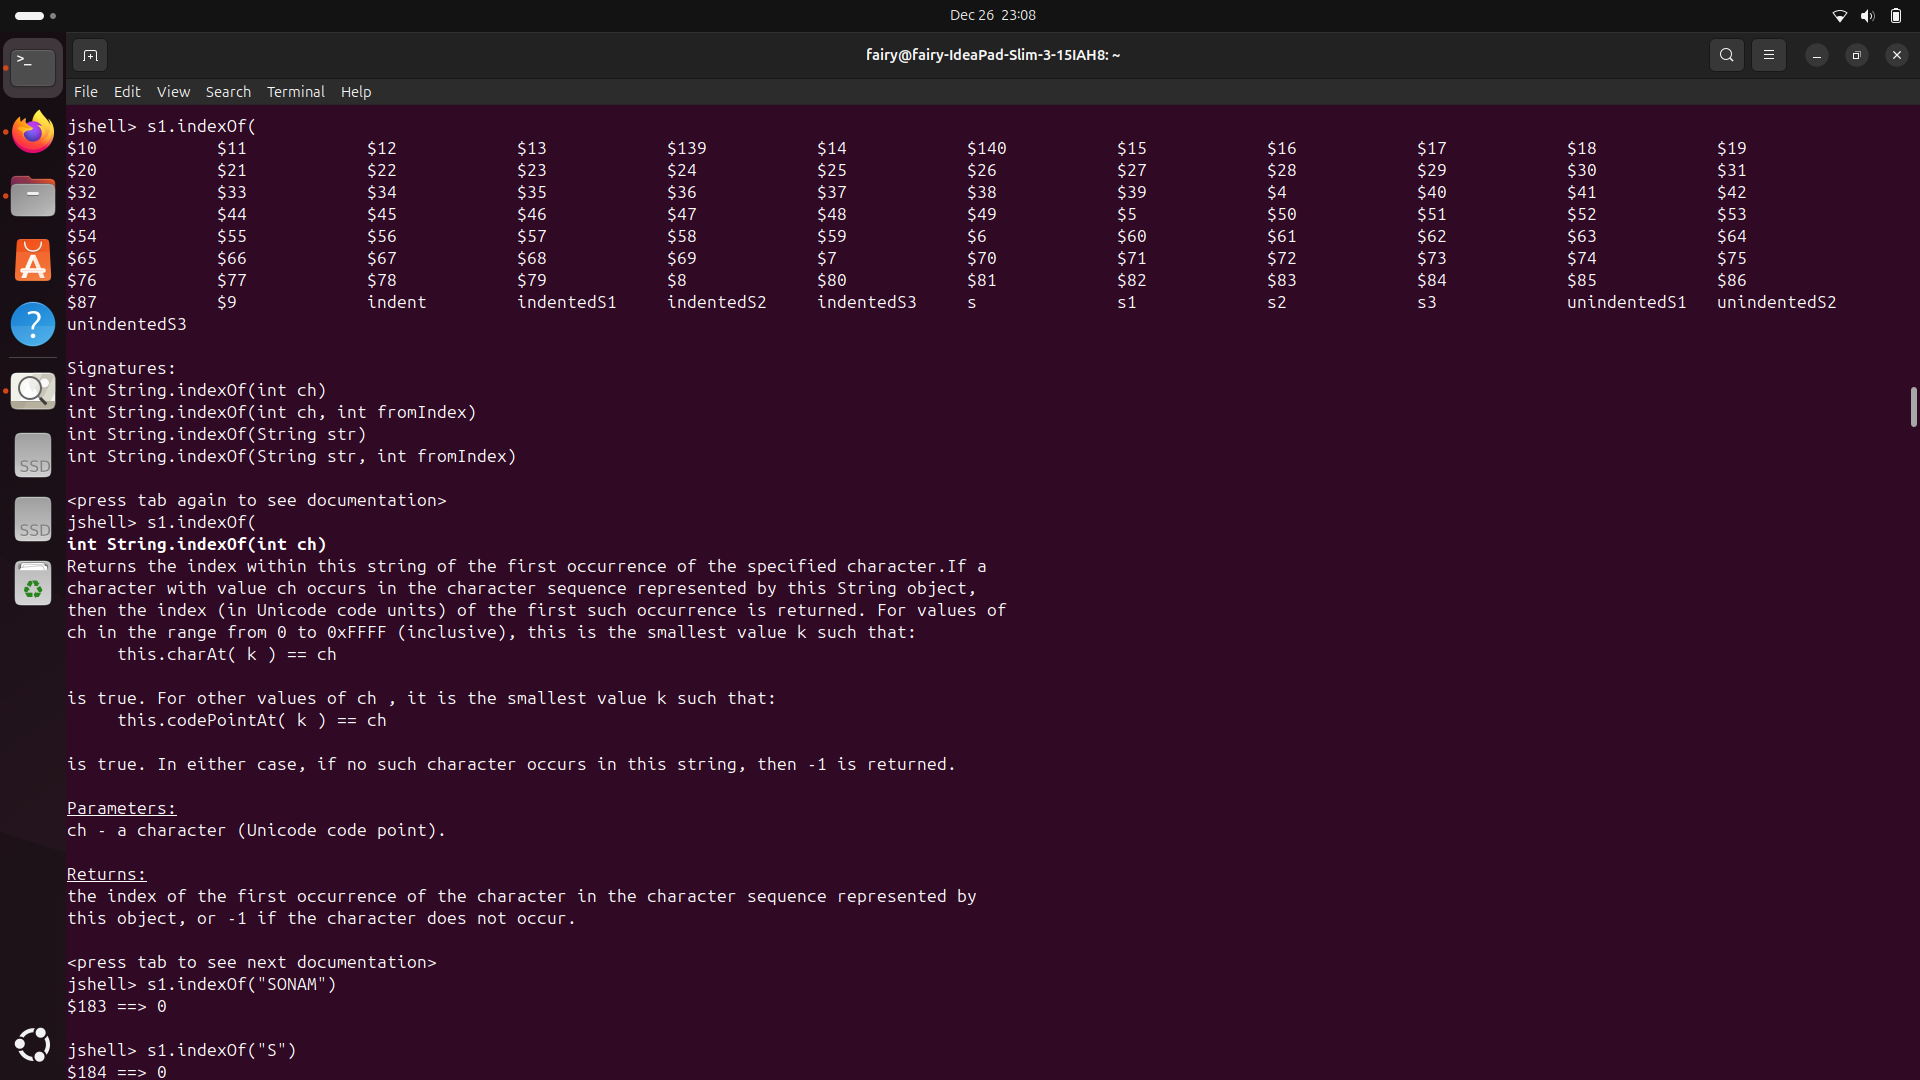 Dec 26 23:08
fairy@fairy-IdeaPad-Slim-3-15IAH8: ~
File Edit View Search Terminal Help
jshell> s1.indexOf(
$10 $11 $12 $13 $139 $14 $140 $15 $16 $17 $18 $19
$20 $21 $22 $23 $24 $25 $26 $27 $28 $29 $30 $31
$32 $33 $34 $35 $36 $37 $38 $39 $4 $40 $41 $42
$43 $44 $45 $46 $47 $48 $49 $5 $50 $51 $52 $53
$54 $55 $56 $57 $58 $59 $6 $60 $61 $62 $63 $64
$65 $66 $67 $68 $69 $7 $70 $71 $72 $73 $74 $75
$76 $77 $78 $79 $8 $80 $81 $82 $83 $84 $85 $86
$87 $9 indent indentedS1 indentedS2 indentedS3 s s1 s2 s3 unindentedS1 unindentedS2
unindentedS3
Signatures:
int String.indexOf(int ch)
int String.indexOf(int ch, int fromIndex)
int String.indexOf(String str)
int String.indexOf(String str, int fromIndex)
<press tab again to see documentation>
jshell> s1.indexOf(
int String.indexOf(int ch)
Returns the index within this string of the first occurrence of the specified character.If a
character with value ch occurs in the character sequence represented by this String object,
then the index (in Unicode code units) of the first such occurrence is returned. For values of
ch in the range from 0 to 0xFFFF (inclusive), this is the smallest value k such that:
this.charAt( k ) == ch
is true. For other values of ch , it is the smallest value k such that:
this.codePointAt( k ) == ch
is true. In either case, if no such character occurs in this string, then -1 is returned.
Parameters:
ch - a character (Unicode code point).
Returns:
the index of the first occurrence of the character in the character sequence represented by
this object, or -1 if the character does not occur.
<press tab to see next documentation>
jshell> s1.indexOf("SONAM")
$183 ==> 0
jshell> s1.indexOf("S")
$184 ==> 0
>_
?
SSD
SSD